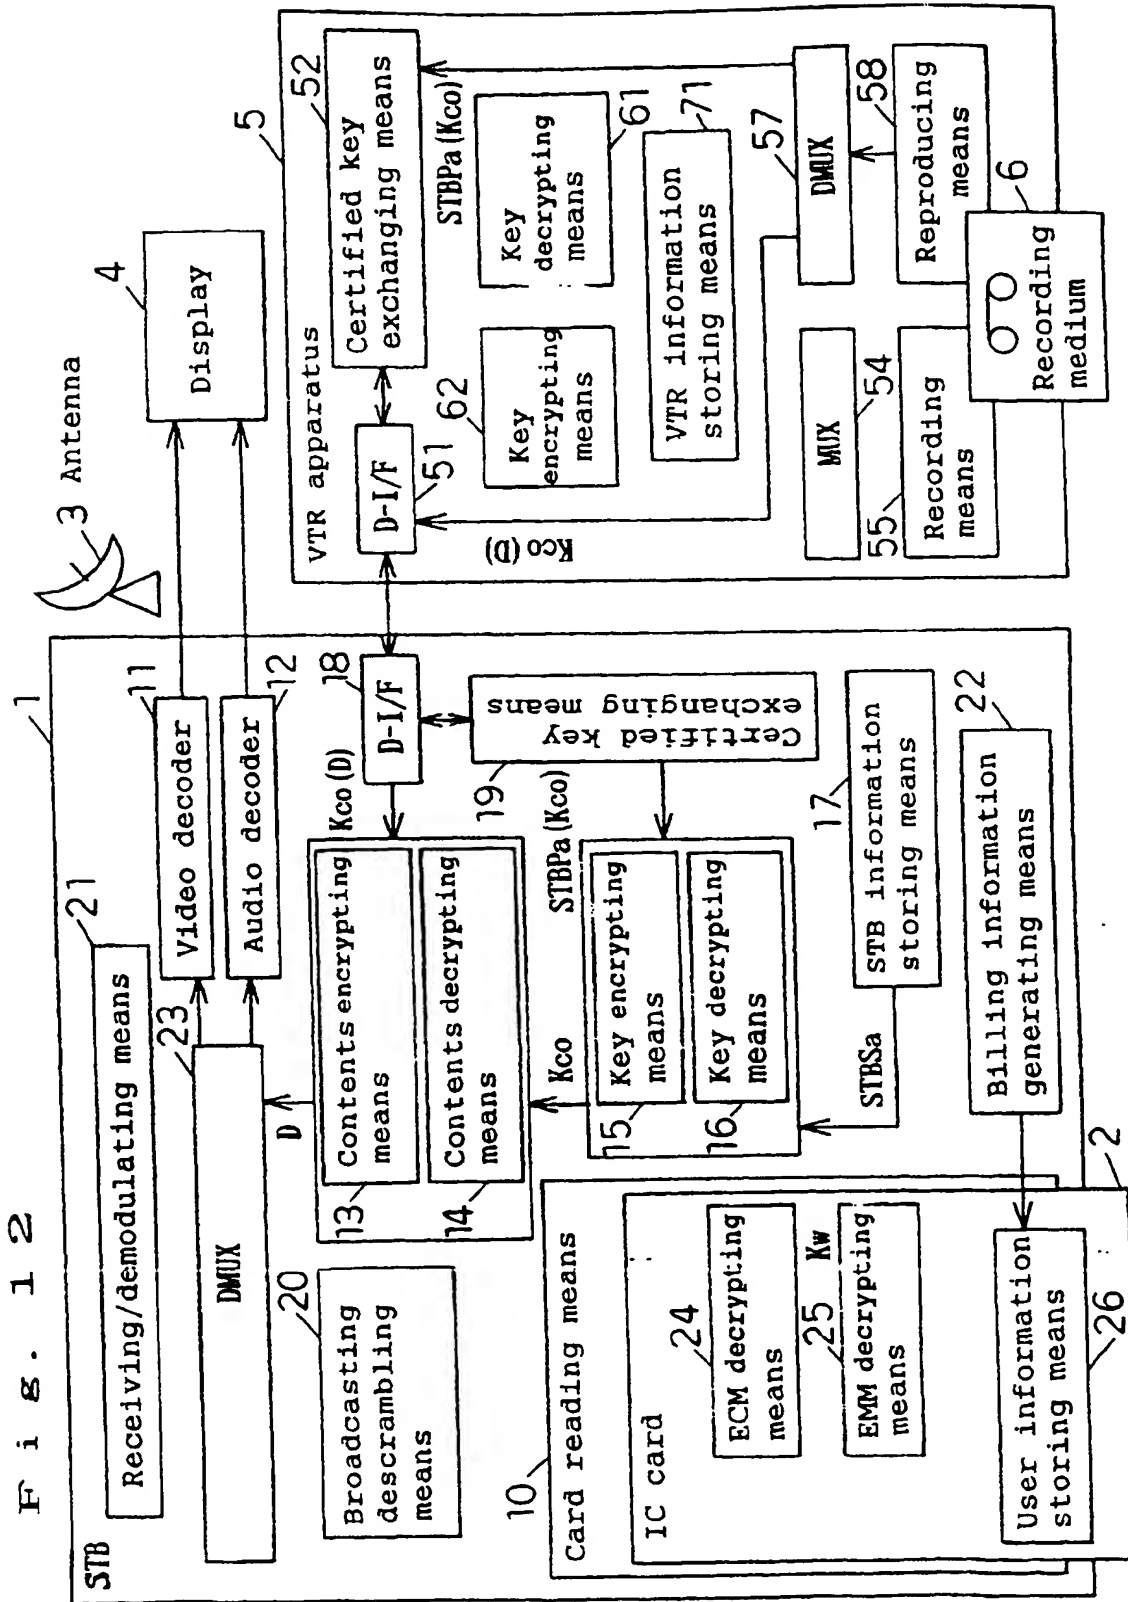 Fig. 12
1
STB
21
Receiving/demodulating means
3 Antenna
4
Display
23
DMUX
11
Video decoder
Audio decoder
12
D
20
Broadcasting
descrambling
means
Kco(D)
18
D-I/F
13
Contents encrypting
means
14
Contents decrypting
means
19
Certified key
exchanging means
Kco
STBPa(Kco)
15
Key encrypting
means
16
Key decrypting
means
STBSa
17
STB information
storing means
22
Billing information
generating means
10
Card reading means
2
IC card
24
ECM decrypting
means
Kw
25
EMM decrypting
means
User information
storing means
26
5
VTR apparatus
52
Certified key
exchanging means
D-I/F
51
STBPa(Kco)
Kco(D)
62
Key
encrypting
means
Key
decrypting
means
61
VTR information
storing means
71
MUX
54
57
DMUX
55
Recording
means
58
Reproducing
means
6
Recording
medium